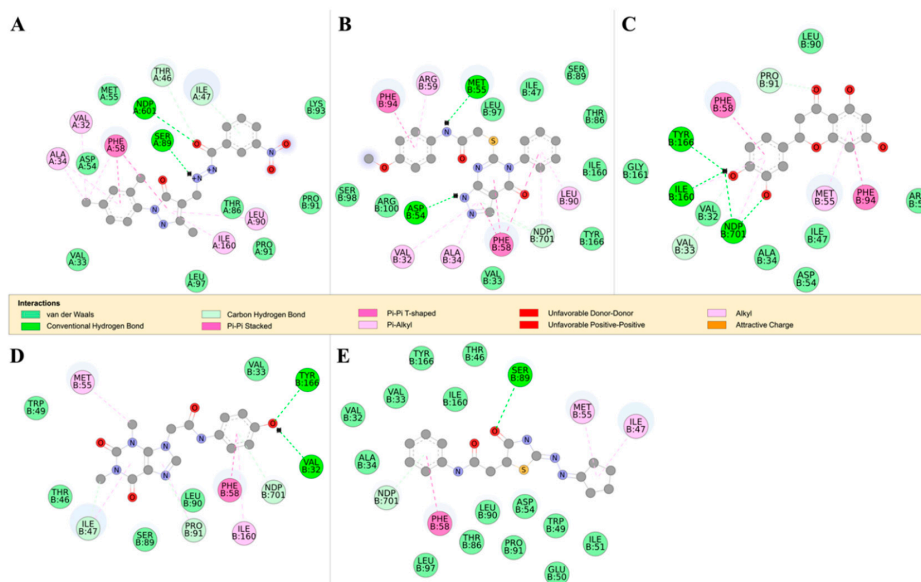 A
THR
A:46
MET
A:55
ILE
A:47
NDP
A:601
LYS
B:93
VAL
A:32
SER
A:89
PHE
A:58
ALA
A:34
ASP
A:54
O
N+
N+
N
O
O
O
N
N
THR
A:86
LEU
A:90
PRO
B:91
ILE
A:160
PRO
A:91
VAL
A:33
LEU
A:97
B
ARG
B:59
MET
B:55
ILE
B:47
SER
B:89
PHE
B:94
LEU
B:97
THR
B:86
N
O
O
S
N
N
N
N
O
ILE
B:160
SER
B:98
ARG
B:100
ASP
B:54
LEU
B:90
NDP
B:701
TYR
B:166
VAL
B:32
ALA
B:34
PHE
B:58
VAL
B:33
C
LEU
B:90
PRO
B:91
PHE
B:58
O
O
O
O
O
O
TYR
B:166
GLY
B:161
ILE
B:160
VAL
B:32
MET
B:55
PHE
B:94
VAL
B:33
NDP
B:701
ALA
B:34
ILE
B:47
ASP
B:54
Interactions
van der Waals
Conventional Hydrogen Bond
Carbon Hydrogen Bond
Pi-Pi Stacked
Pi-Pi T-shaped
Pi-Alkyl
Unfavorable Donor-Donor
Unfavorable Positive-Positive
Alkyl
Attractive Charge
D
MET
B:55
VAL
B:33
TYR
B:166
TRP
B:49
O
O
N
N
N
N
N
O
O
VAL
B:32
THR
B:46
LEU
B:90
PHE
B:58
NDP
B:701
ILE
B:47
SER
B:89
PRO
B:91
ILE
B:160
E
TYR
B:166
THR
B:46
SER
B:89
VAL
B:33
ILE
B:160
MET
B:55
VAL
B:32
ILE
B:47
ALA
B:34
O
O
N
N
S
N
N
NDP
B:701
PHE
B:58
LEU
B:90
ASP
B:54
THR
B:86
PRO
B:91
TRP
B:49
ILE
B:51
LEU
B:97
GLU
B:50